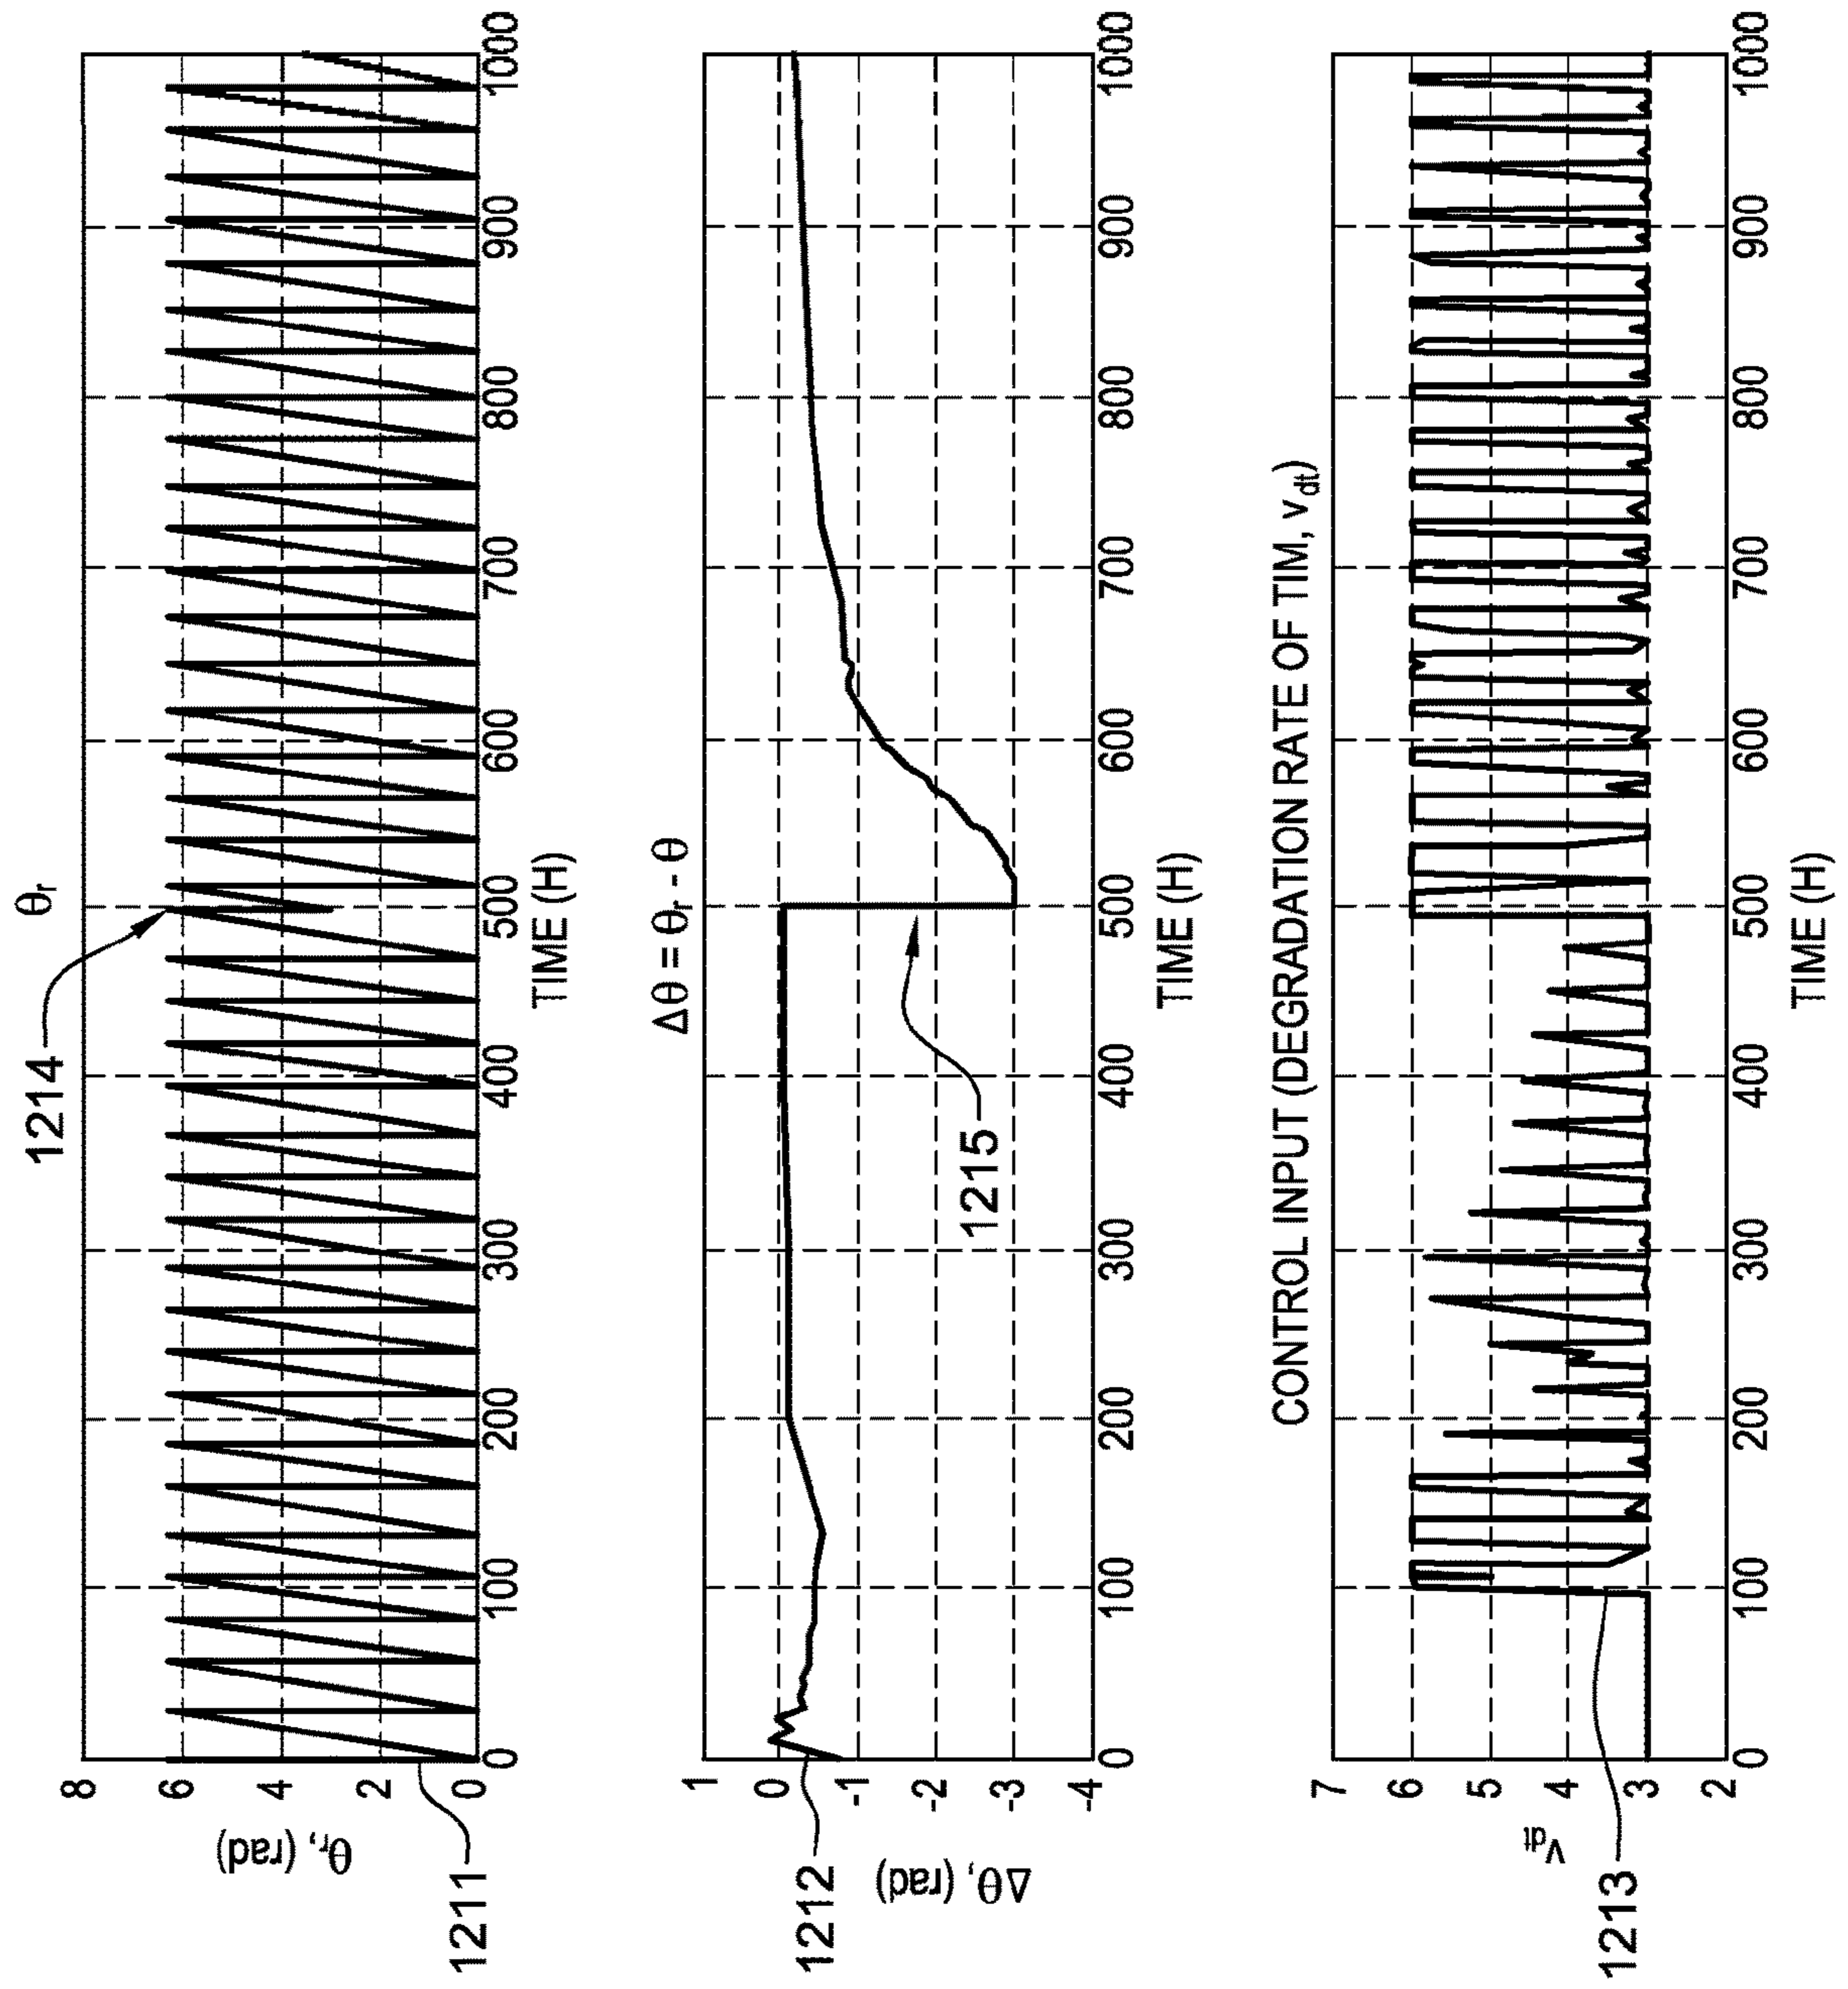 θr
1214
8
6
4
2
0
θr, (rad)
1211
0 100 200 300 400 500 600 700 800 900 1000
TIME (H)
Δθ = θr - θ
1
0
-1
-2
-3
-4
Δθ, (rad)
1212
1215
0 100 200 300 400 500 600 700 800 900 1000
TIME (H)
CONTROL INPUT (DEGRADATION RATE OF TIM, vdt)
7
6
5
4
3
2
vdt
1213
0 100 200 300 400 500 600 700 800 900 1000
TIME (H)